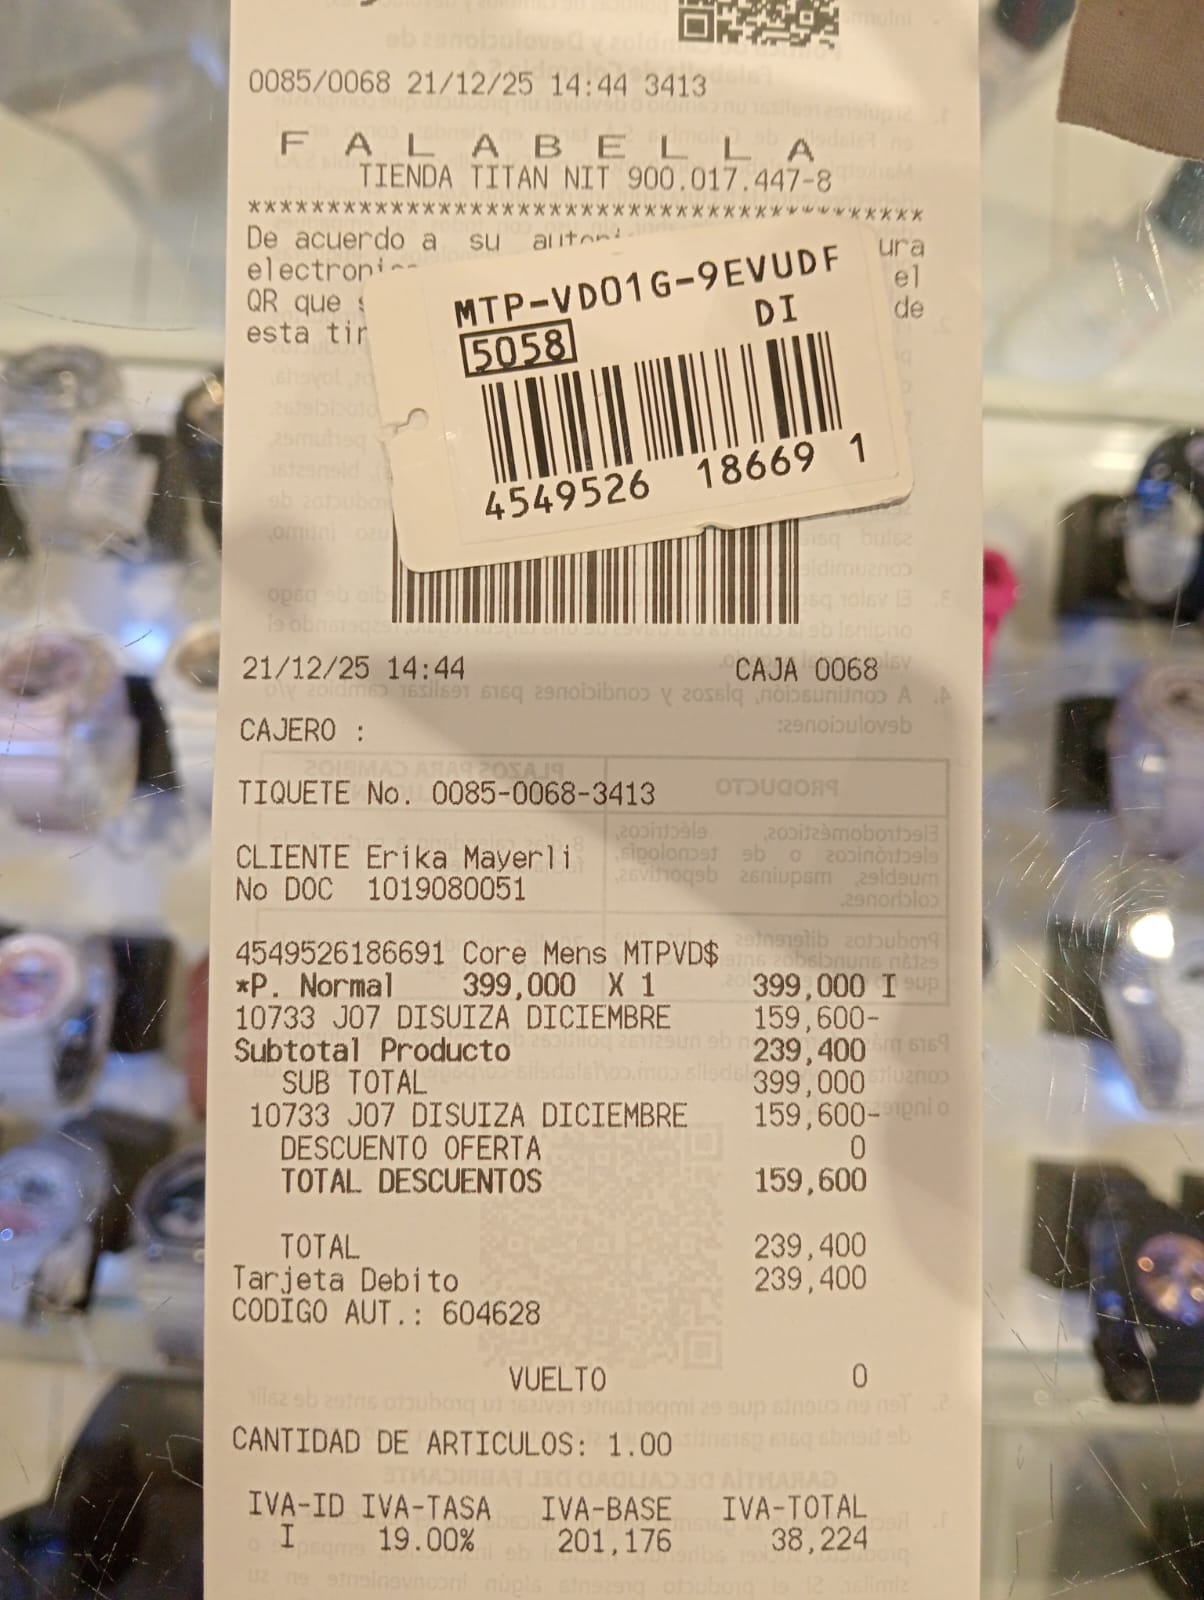 0085/0068 21/12/25 14:44 3413
FALABELLA
TIENDA TITAN NIT 900.017.447-8
*******************************************
De acuerdo a su ura
el
QR que de
esta
MTP-VD01G-9EVUDF
DI
5058
4549526 18669 1
21/12/25 14:44 CAJA 0068
CAJERO :
TIQUETE No. 0085-0068-3413
CLIENTE Erika Mayerli
No DOC 1019080051
4549526186691 Core Mens MTPVD$
*P. Normal 399,000 X 1 399,000 I
10733 J07 DISUIZA DICIEMBRE 159,600-
Subtotal Producto 239,400
SUB TOTAL 399,000
10733 J07 DISUIZA DICIEMBRE 159,600-
DESCUENTO OFERTA 0
TOTAL DESCUENTOS 159,600
TOTAL 239,400
Tarjeta Debito 239,400
CODIGO AUT.: 604628
VUELTO 0
CANTIDAD DE ARTICULOS: 1.00
IVA-ID IVA-TASA IVA-BASE IVA-TOTAL
I 19.00% 201,176 38,224